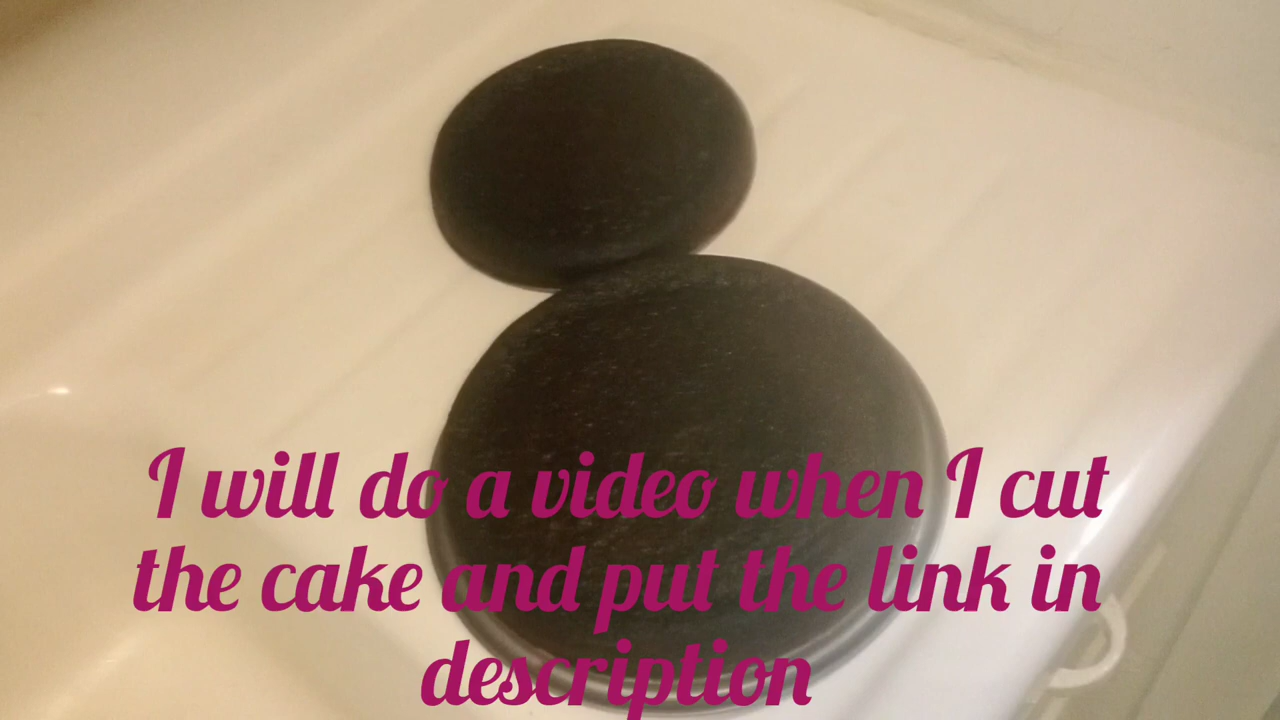 I will do a video when I cut
the cake and put the link in
description